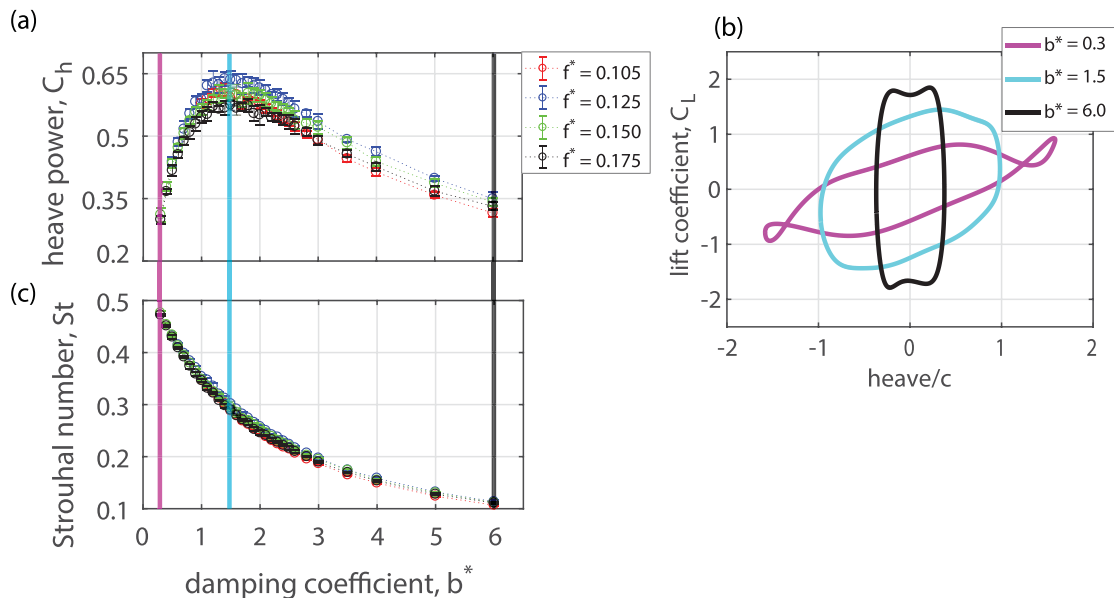 (a)
heave power, C_h
0.65
0.5
0.35
0.2
f* = 0.105
f* = 0.125
f* = 0.150
f* = 0.175
(c)
Strouhal number, St
0.5
0.4
0.3
0.2
0.1
0 1 2 3 4 5 6
damping coefficient, b*
(b)
lift coefficient, C_L
2
1
0
-1
-2
-2 -1 0 1 2
heave/c
b* = 0.3
b* = 1.5
b* = 6.0